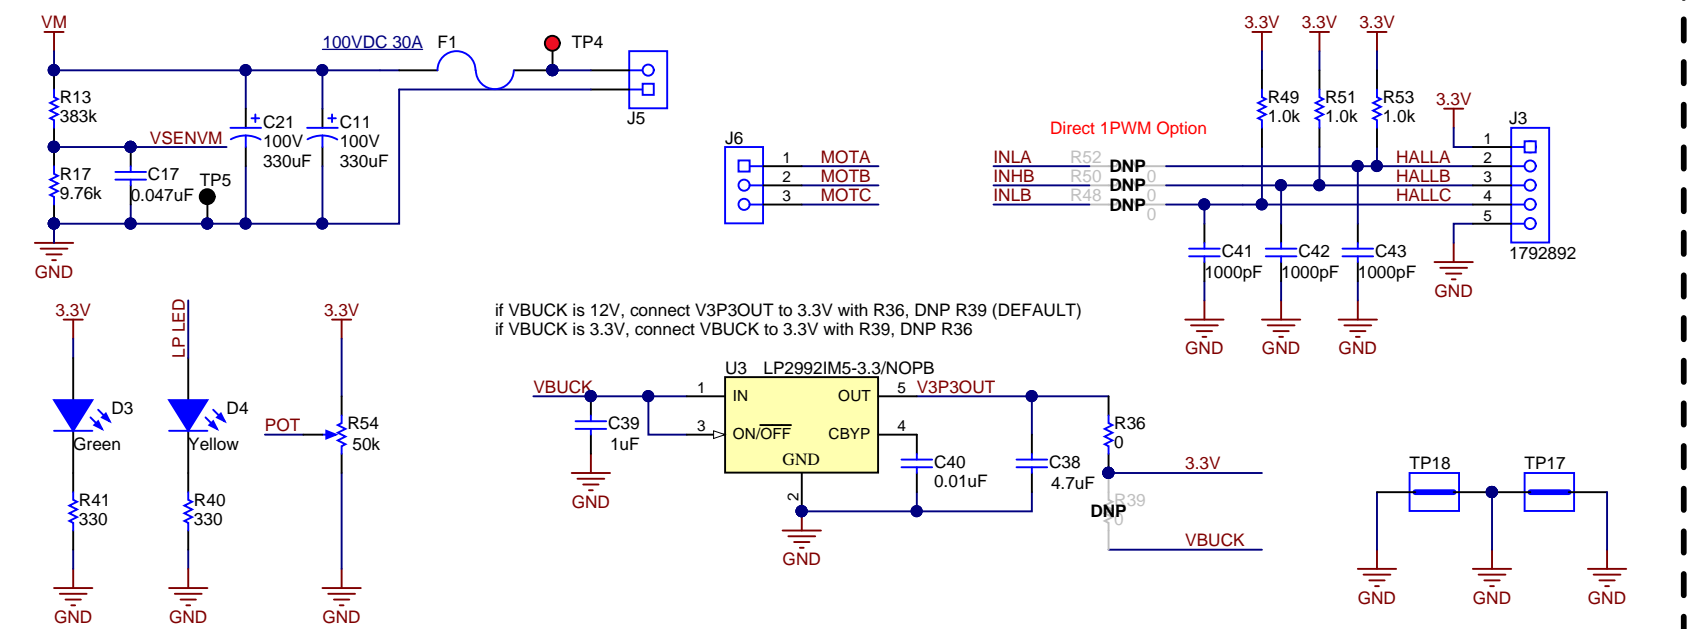 VM
100VDC 30A
F1
TP4
J5
R13
383k
VSENVM
C21
100V
330uF
C11
100V
330uF
R17
9.76k
C17
0.047uF
TP5
GND
J6
1
MOTA
2
MOTB
3
MOTC
Direct 1PWM Option
3.3V
3.3V
3.3V
R49
1.0k
R51
1.0k
R53
1.0k
3.3V
J3
INLA
R52
DNP
0
HALLA
INHB
R50
DNP
0
HALLB
INLB
R48
DNP
0
HALLC
1
2
3
4
5
1792892
C41
1000pF
C42
1000pF
C43
1000pF
GND
GND
GND
GND
3.3V
D3
Green
R41
330
GND
LP LED
D4
Yellow
R40
330
GND
3.3V
POT
R54
50k
GND
if VBUCK is 12V, connect V3P3OUT to 3.3V with R36, DNP R39 (DEFAULT)
if VBUCK is 3.3V, connect VBUCK to 3.3V with R39, DNP R36
U3 LP2992IM5-3.3/NOPB
VBUCK
1
IN
OUT
5
V3P3OUT
3
ON/OFF
CBYP
4
GND
2
C39
1uF
GND
C40
0.01uF
C38
4.7uF
GND
R36
0
3.3V
R39
DNP
0
VBUCK
TP18
TP17
GND
GND
GND